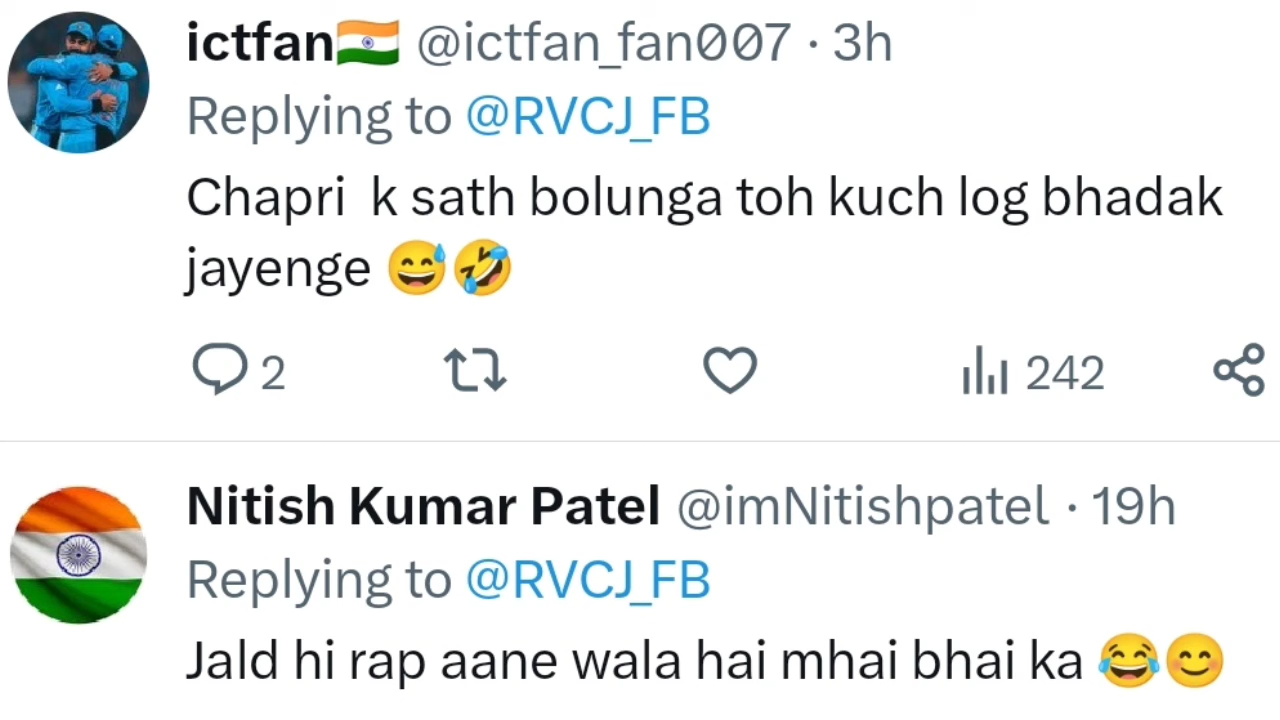 ictfan🇮🇳 @ictfan_fan007 · 3h
Replying to @RVCJ_FB
Chapri k sath bolunga toh kuch log bhadak
jayenge 😅🤣
2 242
Nitish Kumar Patel @imNitishpatel · 19h
Replying to @RVCJ_FB
Jald hi rap aane wala hai mhai bhai ka 😂😊